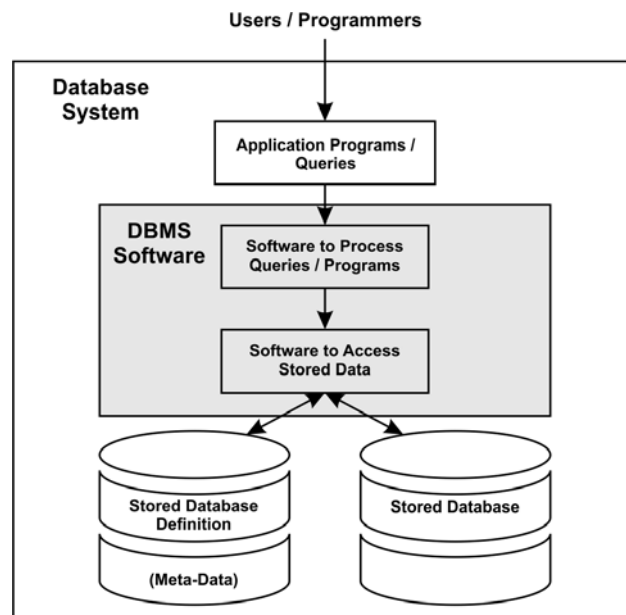 Users / Programmers
Database
System
Application Programs /
Queries
DBMS
Software
Software to Process
Queries / Programs
Software to Access
Stored Data
Stored Database
Definition
(Meta-Data)
Stored Database